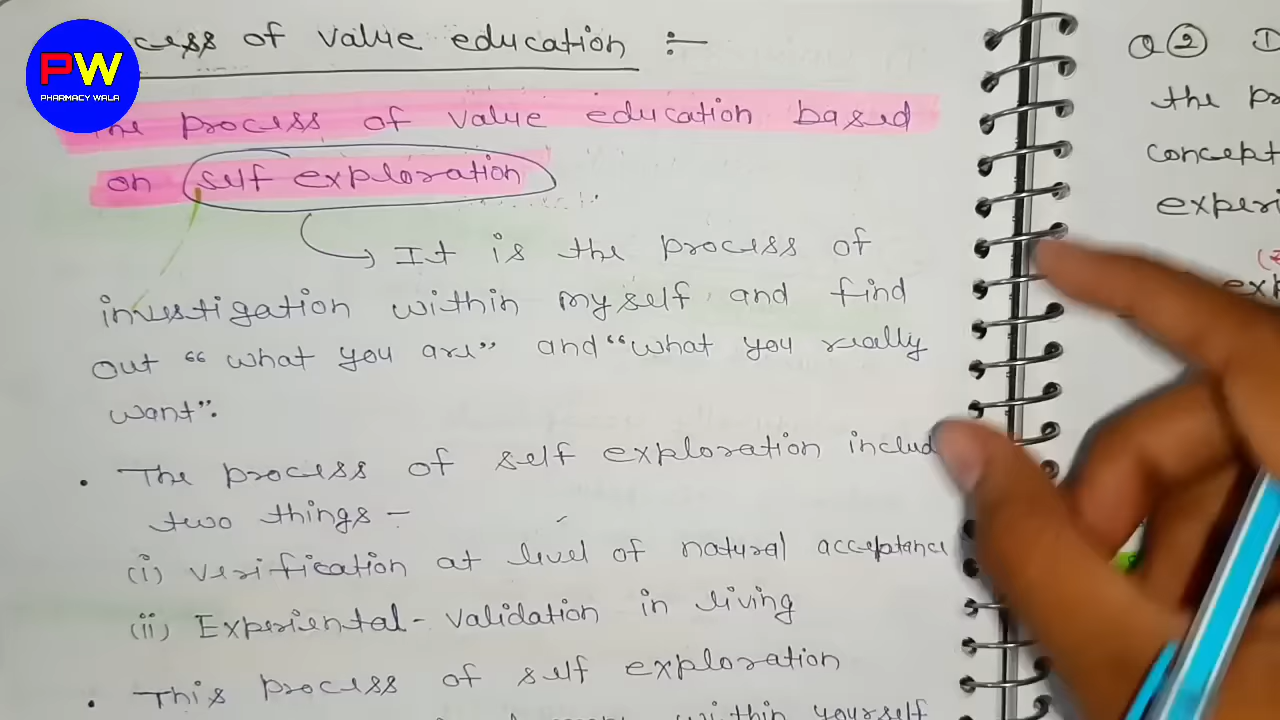 PW
PHARMACY WALA
cess of value education :-
The process of value education based
on self exploration
It is the process of
investigation within myself, and find
out “what you are” and “what you really
want”.
• The process of self exploration includ
two things -
(i) verification at level of natural acceptance
(ii) Experiental - validation in living
• This process of self exploration
within yourself
Q 2 D
the pr
concept
experi
exp